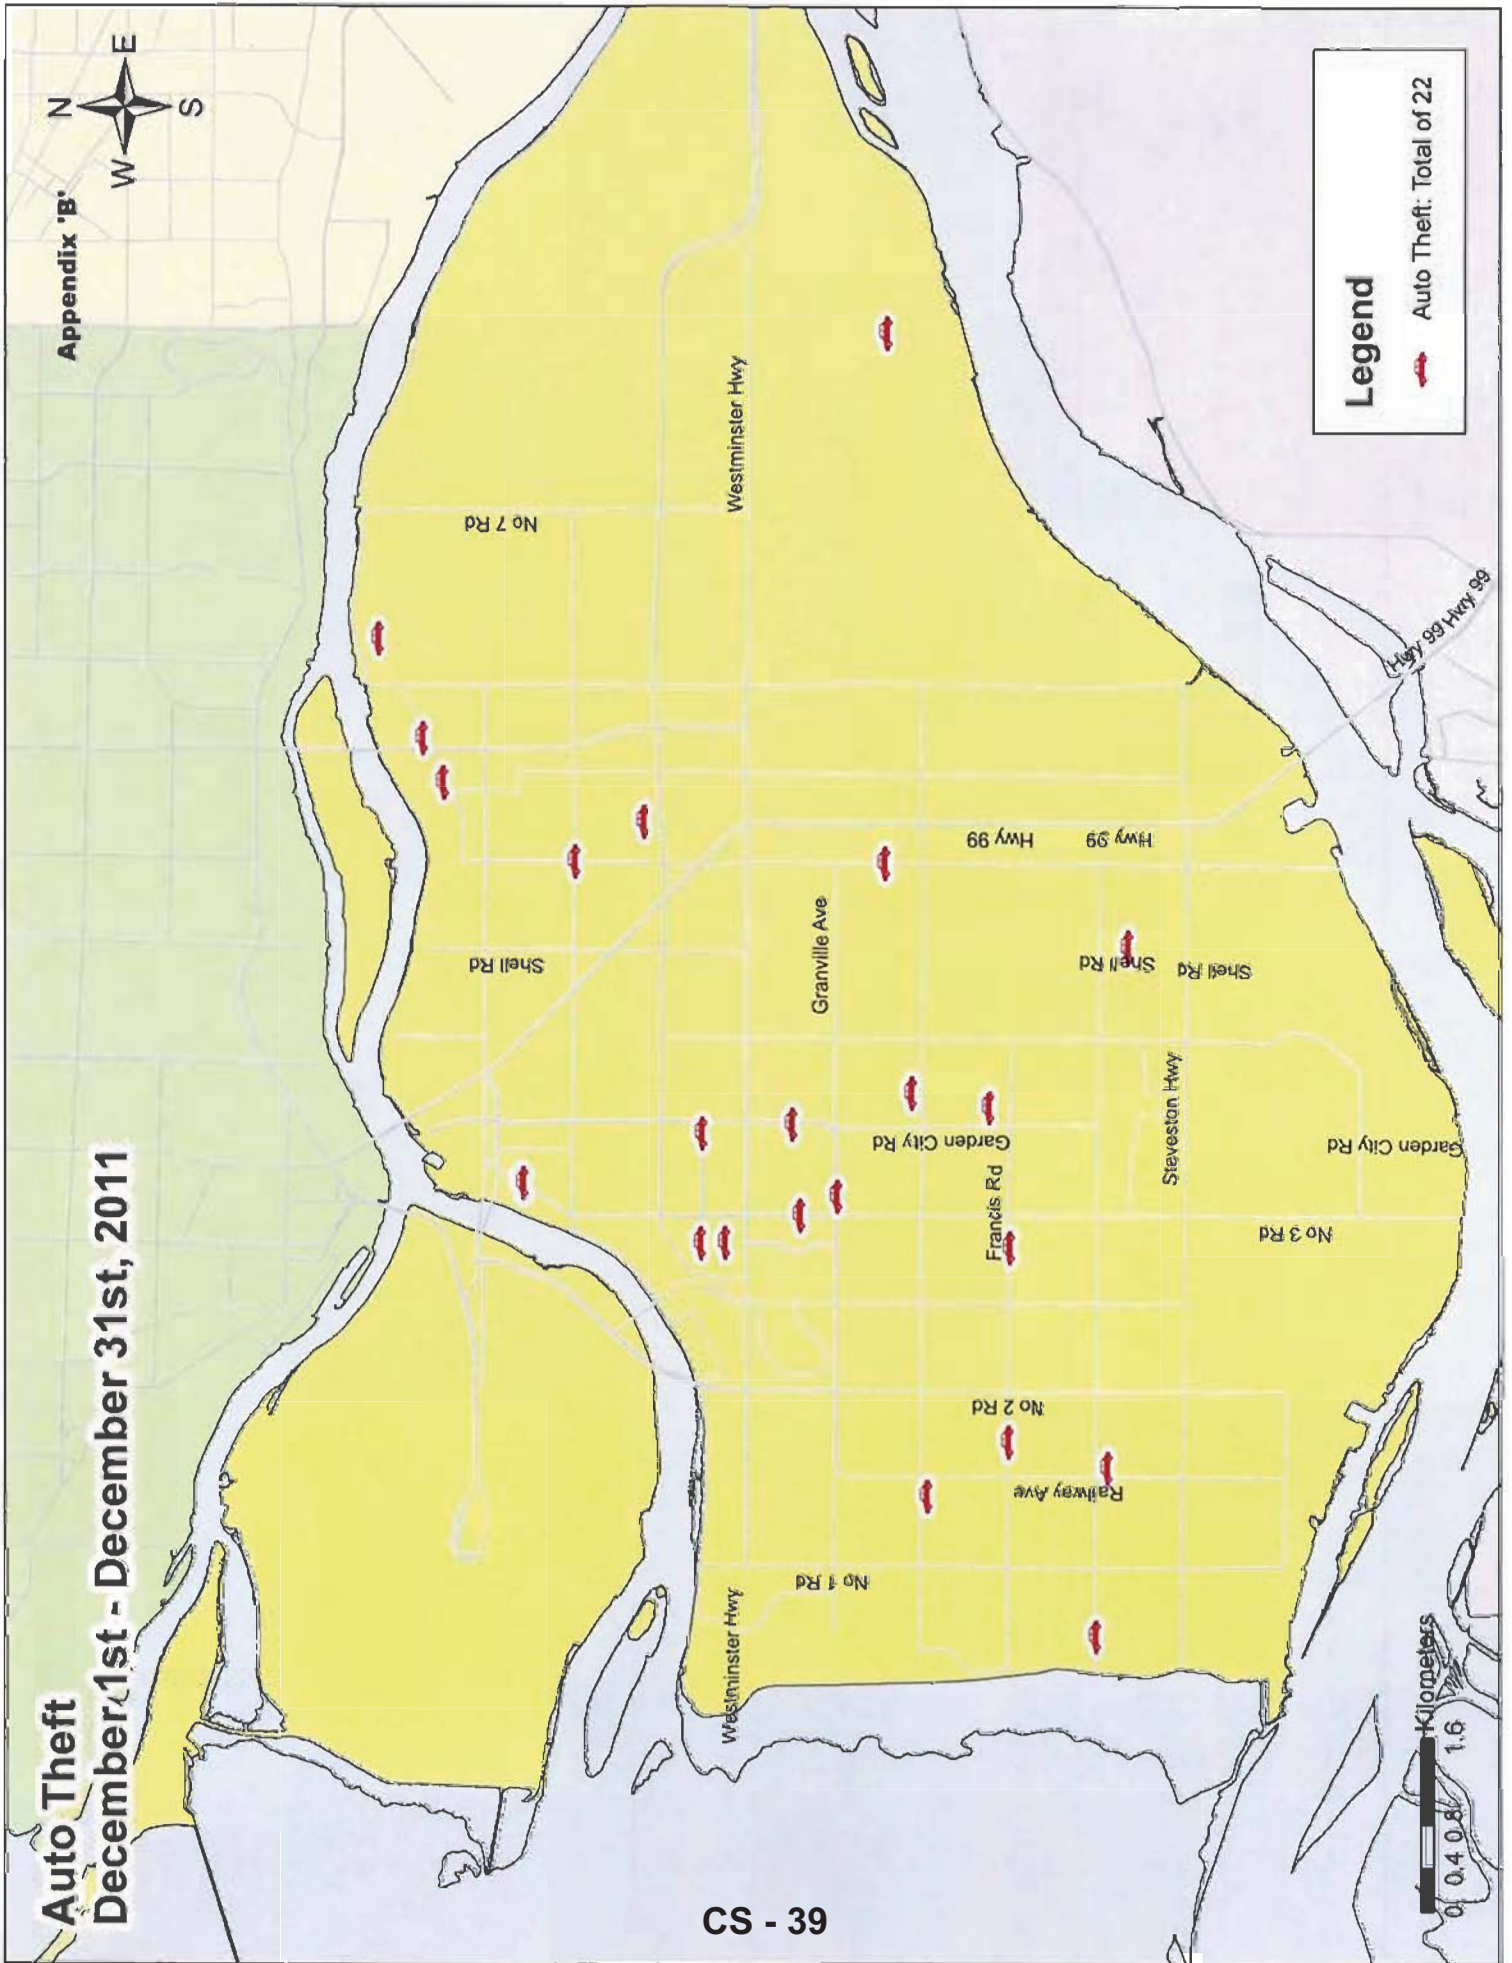 Auto Theft
December 1st - December 31st, 2011
Appendix 'B'
N
W
E
S
No 7 Rd
Westminster Hwy
Shell Rd
Granville Ave
Hwy 99
Hwy 99
Shell Rd
Shell Rd
Garden City Rd
Francis Rd
Steveston Hwy
Garden City Rd
No 3 Rd
No 2 Rd
Railway Ave
No 1 Rd
Westminster Hwy
Hwy 99 Hwy 99
Legend
Auto Theft: Total of 22
Kilometers
0 0.4 0.8 1.6
CS - 39